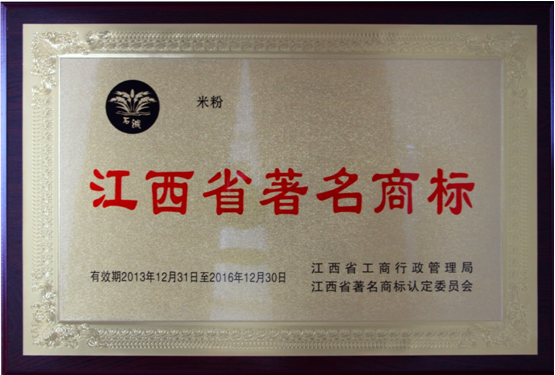 米粉
石湖
江西省著名商标
有效期2013年12月31日至2016年12月30日
江西省工商行政管理局
江西省著名商标认定委员会